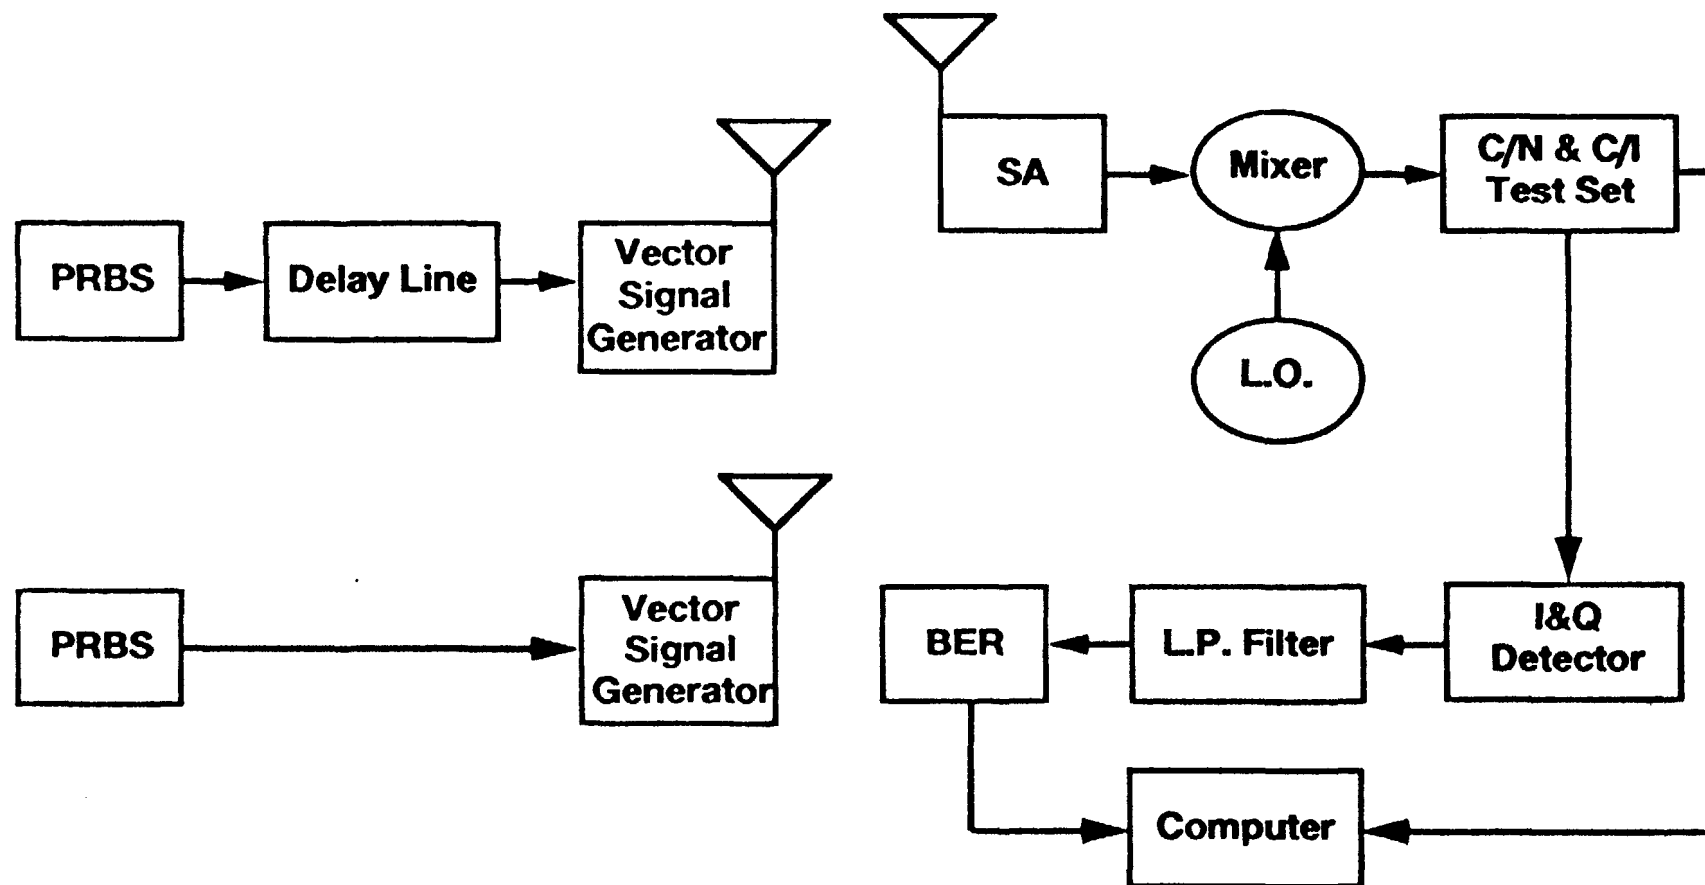 PRBS
Delay Line
Vector
Signal
Generator
SA
Mixer
C/N & C/I
Test Set
L.O.
PRBS
Vector
Signal
Generator
BER
L.P. Filter
I&Q
Detector
Computer